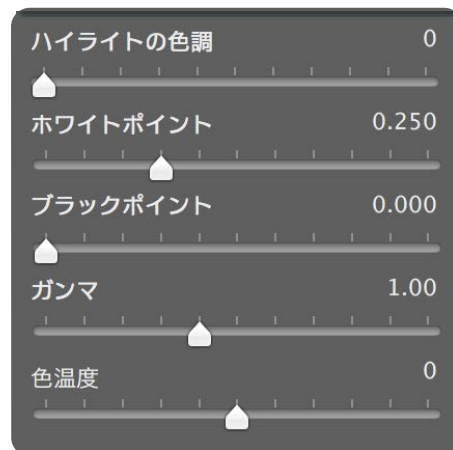 ハイライトの色調 0
ホワイトポイント 0.250
ブラックポイント 0.000
ガンマ 1.00
色温度 0